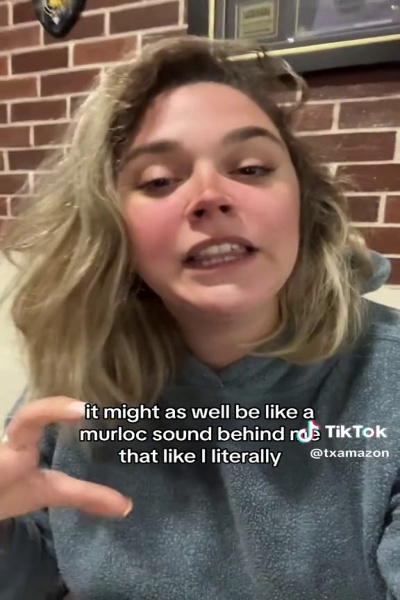 it might as well be like a
murloc sound behind me
that like I literally
TikTok
@txamazon